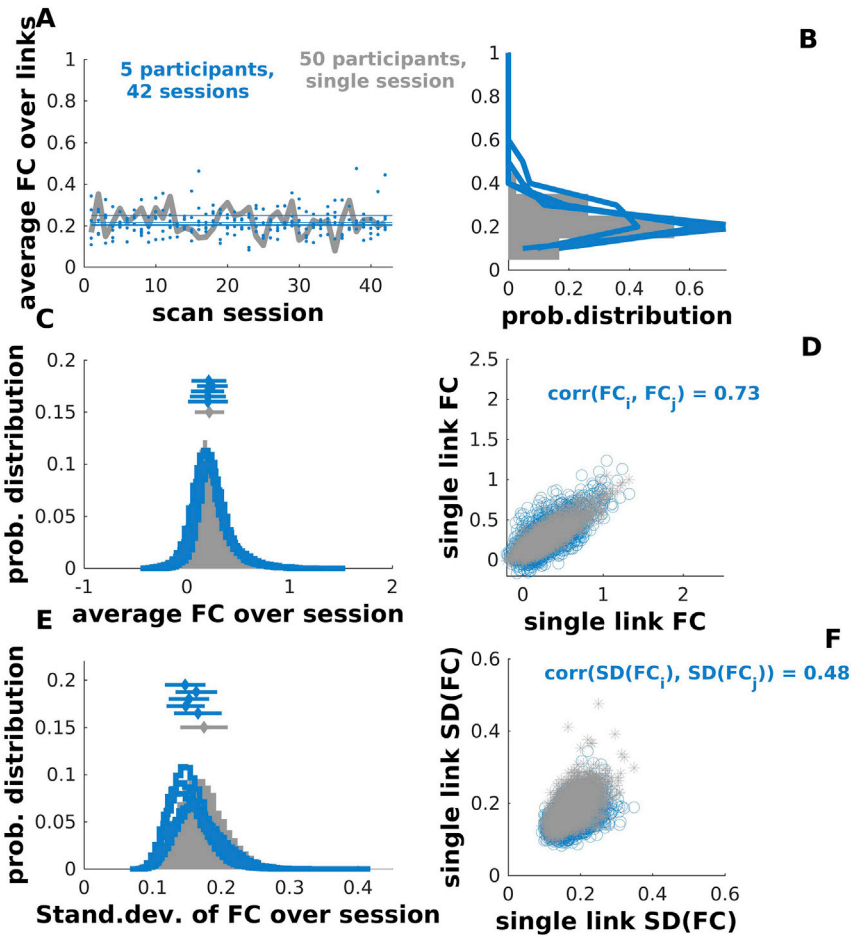 A
average FC over links
5 participants,
42 sessions
50 participants,
single session
1
0.8
0.6
0.4
0.2
0
0
10
20
30
40
scan session
B
1
0.8
0.6
0.4
0.2
0
0
0.2
0.4
0.6
prob.distribution
C
prob. distribution
0.2
0.15
0.1
0.05
0
-1
0
1
2
average FC over session
D
single link FC
corr(FCi, FCj) = 0.73
2.5
2
1.5
1
0.5
0
0
1
2
single link FC
E
prob. distribution
0.2
0.15
0.1
0.05
0
0
0.1
0.2
0.3
0.4
Stand.dev. of FC over session
F
single link SD(FC)
corr(SD(FCi), SD(FCj)) = 0.48
0.6
0.4
0.2
0
0
0.2
0.4
0.6
single link SD(FC)